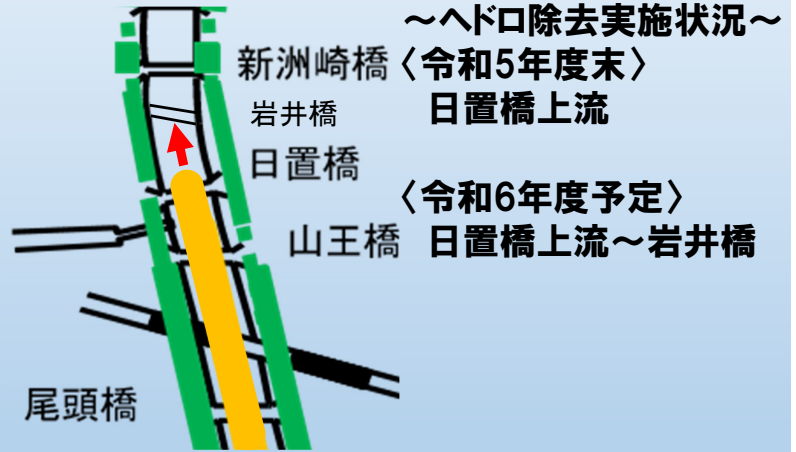 ～ヘドロ除去実施状況～
新洲崎橋
〈令和5年度末〉
岩井橋
日置橋上流
日置橋
〈令和6年度予定〉
山王橋
日置橋上流～岩井橋
尾頭橋